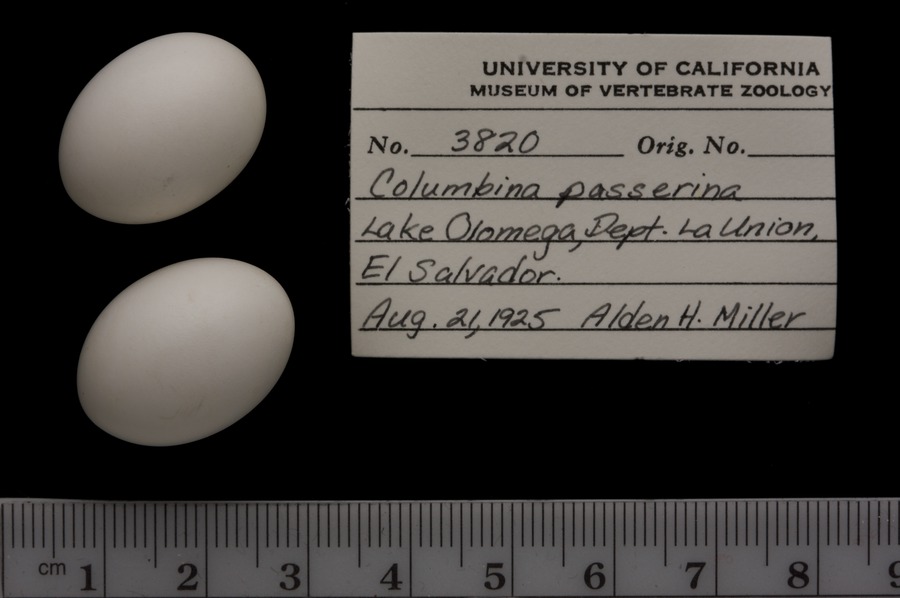 UNIVERSITY OF CALIFORNIA
MUSEUM OF VERTEBRATE ZOOLOGY
No. 3820 Orig. No.
Columbina passerina
Lake Olomega, Dept. La Union,
El Salvador.
Aug. 21, 1925 Alden H. Miller
cm 1 2 3 4 5 6 7 8 9